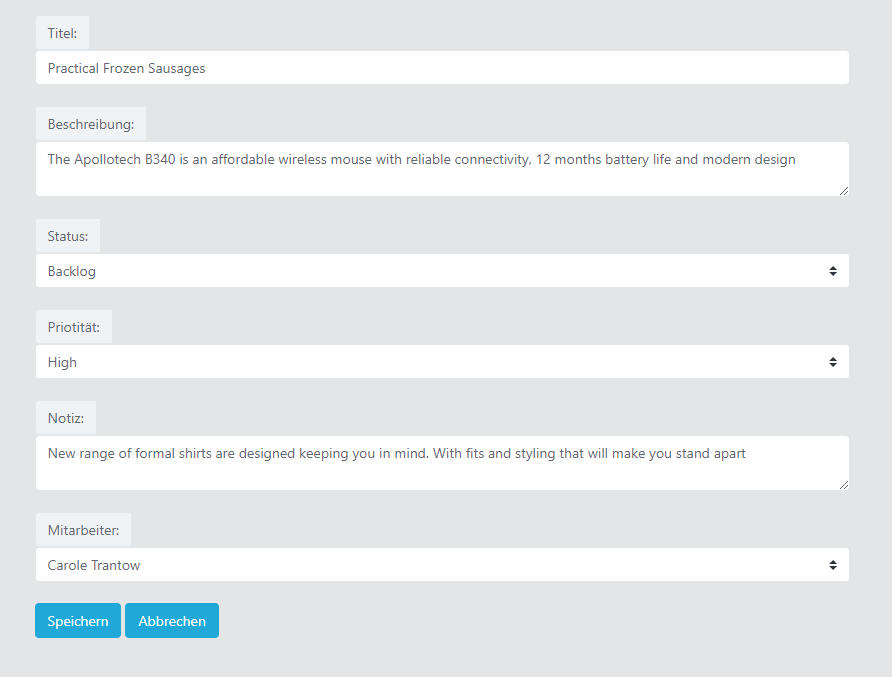 Titel:
Practical Frozen Sausages
Beschreibung:
The Apollotech B340 is an affordable wireless mouse with reliable connectivity, 12 months battery life and modern design
Status:
Backlog
Priotität:
High
Notiz:
New range of formal shirts are designed keeping you in mind. With fits and styling that will make you stand apart
Mitarbeiter:
Carole Trantow
Speichern Abbrechen